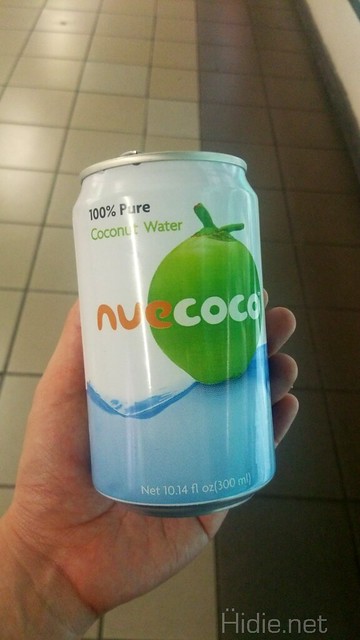 100% Pure
Coconut Water
nuecoco
Net 10.14 fl oz(300 ml)
Hidie.net